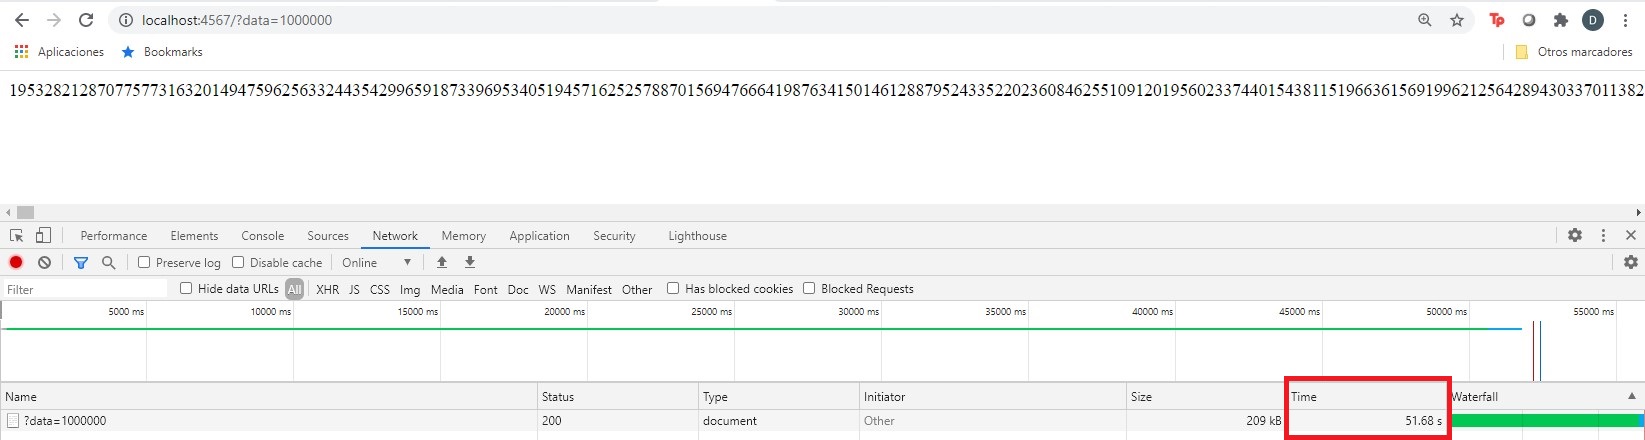 localhost:4567/?data=1000000
Tp
D
Aplicaciones Bookmarks Otros marcadores
195328212870775773163201494759625633244354299659187339695340519457162525788701569476664198763415014612887952433522023608462551091201956023374401543811519663615691996212564289430337011382
Performance Elements Console Sources Network Memory Application Security Lighthouse
Preserve log Disable cache Online
Filter Hide data URLs All XHR JS CSS Img Media Font Doc WS Manifest Other Has blocked cookies Blocked Requests
5000 ms 10000 ms 15000 ms 20000 ms 25000 ms 30000 ms 35000 ms 40000 ms 45000 ms 50000 ms 55000 ms
Name Status Type Initiator Size Time Waterfall
?data=1000000 200 document Other 209 kB 51.68 s